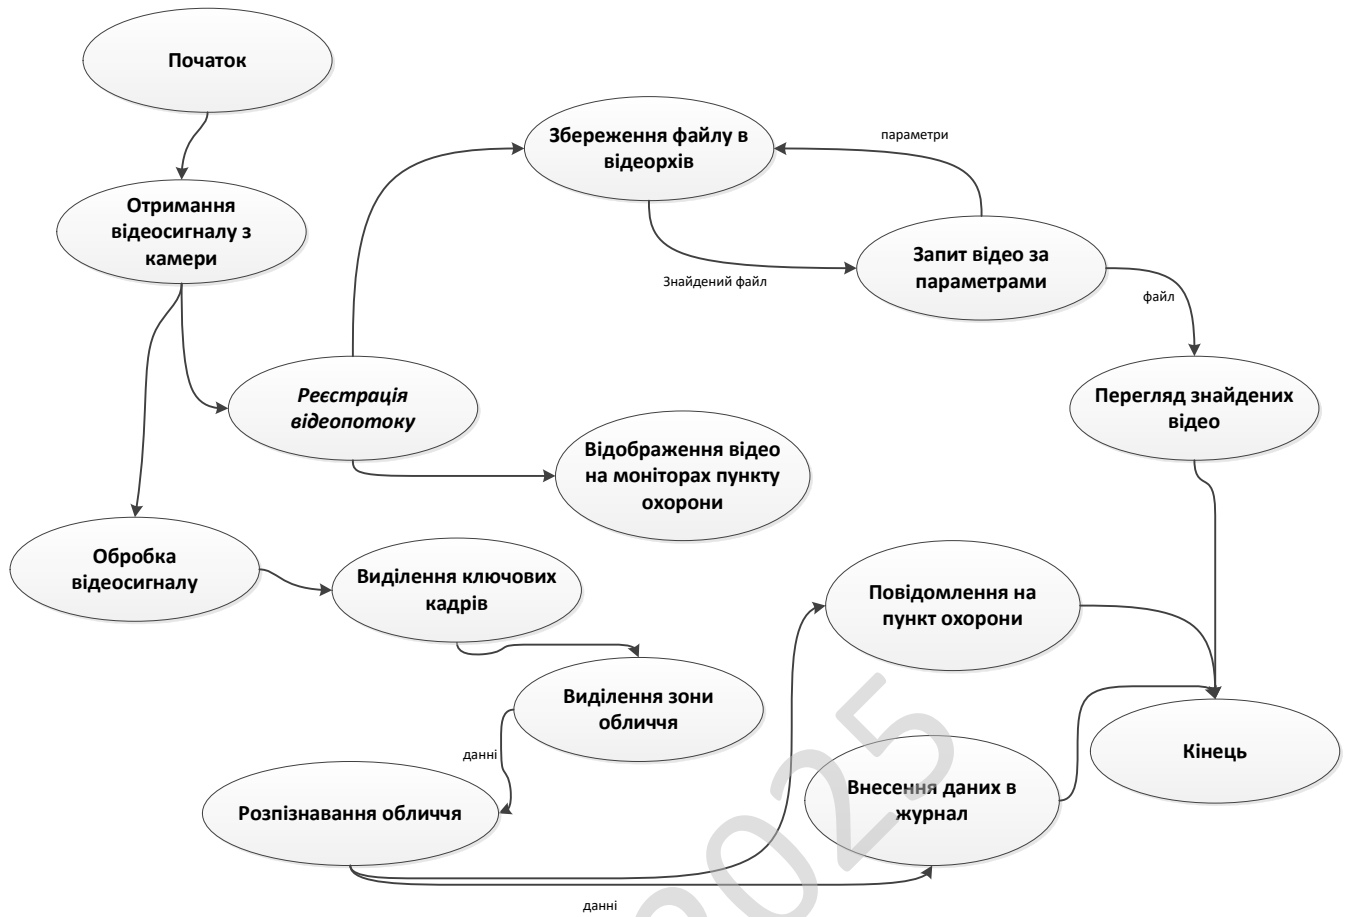 Початок
Збереження файлу в
відеорхів
параметри
Отримання
відеосигналу з
камери
Запит відео за
параметрами
Знайдений файл
файл
Реєстрація
відеопотоку
Перегляд знайдених
відео
Відображення відео
на моніторах пункту
охорони
Обробка
відеосигналу
Виділення ключових
кадрів
Повідомлення на
пункт охорони
Виділення зони
обличчя
данні
Кінець
Розпізнавання обличчя
Внесення даних в
журнал
данні
2025